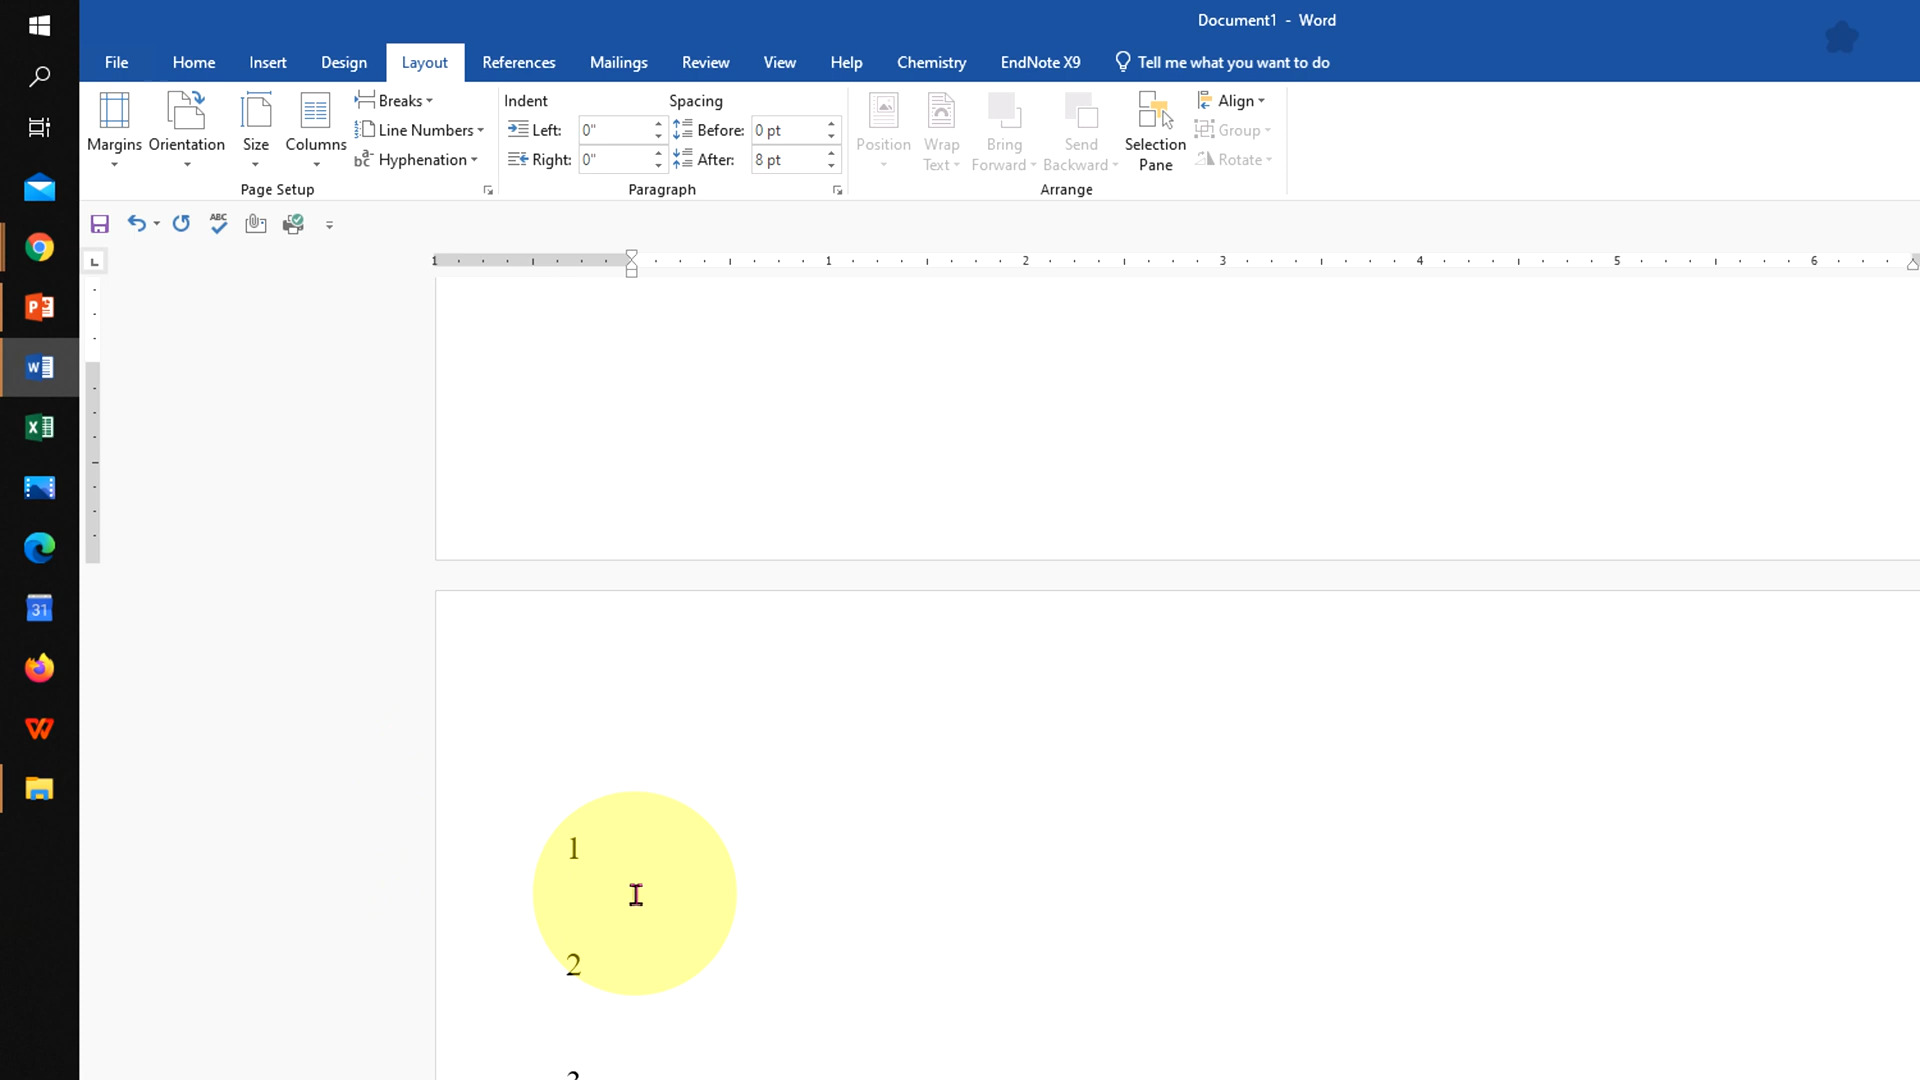 Document1 - Word
File Home Insert Design Layout References Mailings Review View Help Chemistry EndNote X9 Tell me what you want to do
Margins
Orientation
Size
Columns
Breaks
Line Numbers
Hyphenation
Page Setup
Indent
Left: 0"
Right: 0"
Spacing
Before: 0 pt
After: 8 pt
Paragraph
Position
Wrap
Text
Bring
Forward
Send
Backward
Selection
Pane
Align
Group
Rotate
Arrange
ABC
L
1 1 2 3 4 5 6
31
1
2